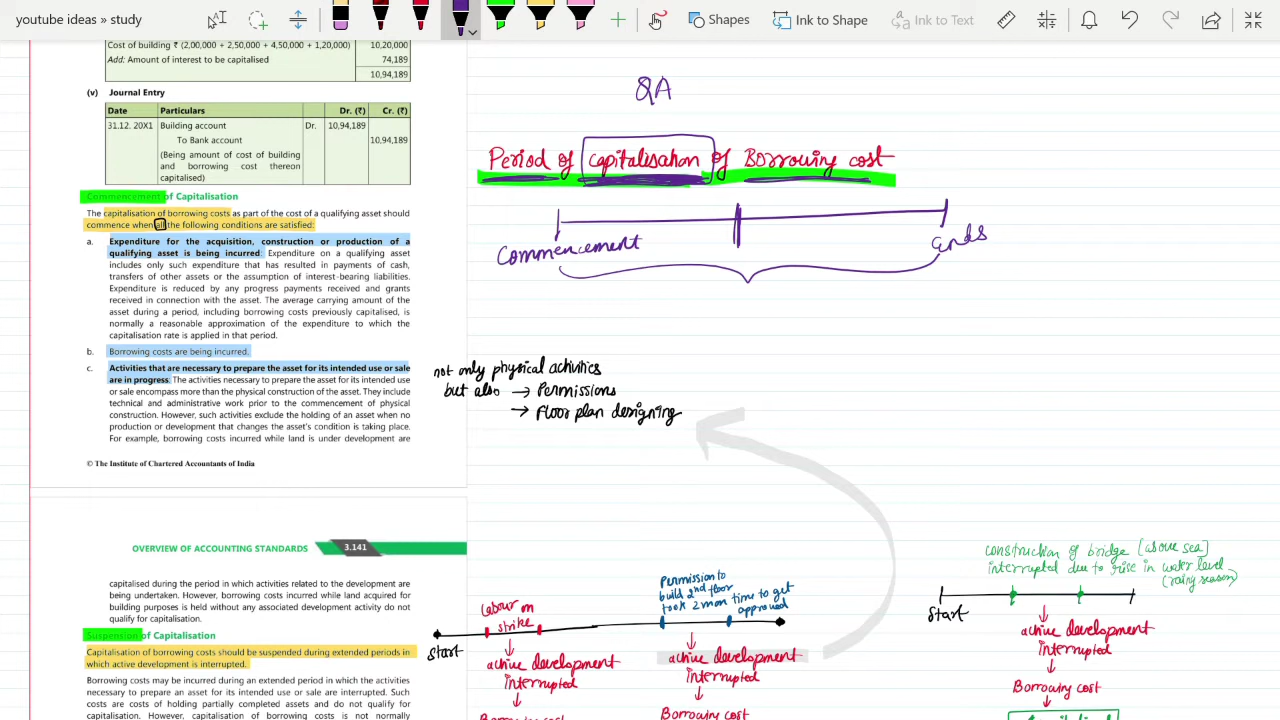 youtube ideas » study
Shapes
Ink to Shape
Ink to Text
Cost of building ₹ (2,00,000 + 2,50,000 + 4,50,000 + 1,20,000) 10,20,000
Add: Amount of interest to be capitalised 74,189
10,94,189
(v) Journal Entry
Date Particulars Dr. (₹) Cr. (₹)
31.12. 20X1 Building account Dr. 10,94,189
To Bank account 10,94,189
(Being amount of cost of building
and borrowing cost thereon
capitalised)
Commencement of Capitalisation
The capitalisation of borrowing costs as part of the cost of a qualifying asset should
commence when all the following conditions are satisfied:
a. Expenditure for the acquisition, construction or production of a
qualifying asset is being incurred: Expenditure on a qualifying asset
includes only such expenditure that has resulted in payments of cash,
transfers of other assets or the assumption of interest-bearing liabilities.
Expenditure is reduced by any progress payments received and grants
received in connection with the asset. The average carrying amount of the
asset during a period, including borrowing costs previously capitalised, is
normally a reasonable approximation of the expenditure to which the
capitalisation rate is applied in that period.
b. Borrowing costs are being incurred.
c. Activities that are necessary to prepare the asset for its intended use or sale
are in progress: The activities necessary to prepare the asset for its intended use
or sale encompass more than the physical construction of the asset. They include
technical and administrative work prior to the commencement of physical
construction. However, such activities exclude the holding of an asset when no
production or development that changes the asset's condition is taking place.
For example, borrowing costs incurred while land is under development are
© The Institute of Chartered Accountants of India
OVERVIEW OF ACCOUNTING STANDARDS 3.141
capitalised during the period in which activities related to the development are
being undertaken. However, borrowing costs incurred while land acquired for
building purposes is held without any associated development activity do not
qualify for capitalisation.
Suspension of Capitalisation
Capitalisation of borrowing costs should be suspended during extended periods in
which active development is interrupted.
Borrowing costs may be incurred during an extended period in which the activities
necessary to prepare an asset for its intended use or sale are interrupted. Such
costs are costs of holding partially completed assets and do not qualify for
capitalisation. However, capitalisation of borrowing costs is not normally
QA
Period of Capitalisation of Borrowing cost
Commencement
Ends
not only physical activities
but also → Permissions
→ Floor plan designing
Labour on
strike
start
active development
interrupted
Borrowing cost
Permission to
build 2nd floor
took 2 mon time to get
approved
active development
interrupted
Borrowing cost
construction of bridge [above sea]
interrupted due to rise in water level
(rainy season)
start
active development
interrupted
Borrowing cost